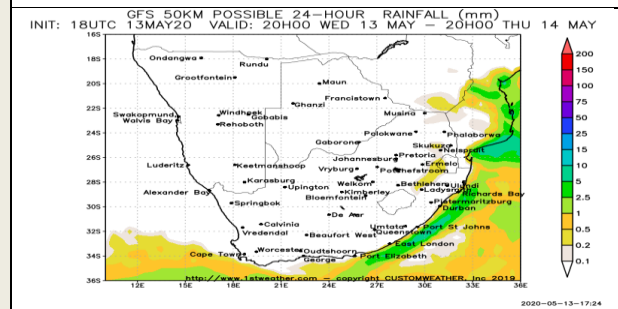 GFS 50KM POSSIBLE 24-HOUR RAINFALL (mm)
INIT: 18UTC 13MAY20 VALID: 20H00 WED 13 MAY - 20H00 THU 14 MAY
16S
18S
20S
22S
24S
26S
28S
30S
32S
34S
36S
Ondangwa
Rundu
Grootfontein
Maun
Francistown
Ghanzi
Musina
Windhoek
Gobabis
Swakopmund
Walvis Bay
Rehoboth
Polokwane
Phalaborwa
Gaborone
Skukuza
Nelspruit
Pretoria
Johannesburg
Luderitz
Keetmanshoop
Vryburg
Potchefstroom
Ermelo
Karasburg
Welkom
Bethlehem
Ulundi
Alexander Bay
Upington
Kimberley
Ladysmith
Richards Bay
Bloemfontein
Springbok
Pietermaritzburg
Durban
De Aar
Calvinia
Umtata
Port St Johns
Vredendal
Beaufort West
Queenstown
East London
Cape Town
Worcester
Oudtshoorn
George
Port Elizabeth
http://www.1stweather.com - copyright CUSTOMWEATHER, Inc 2019
12E 15E 18E 21E 24E 27E 30E 33E 36E
200
150
100
75
50
25
15
10
5
2.5
1
0.5
0.2
0.1
2020-05-13-17:24